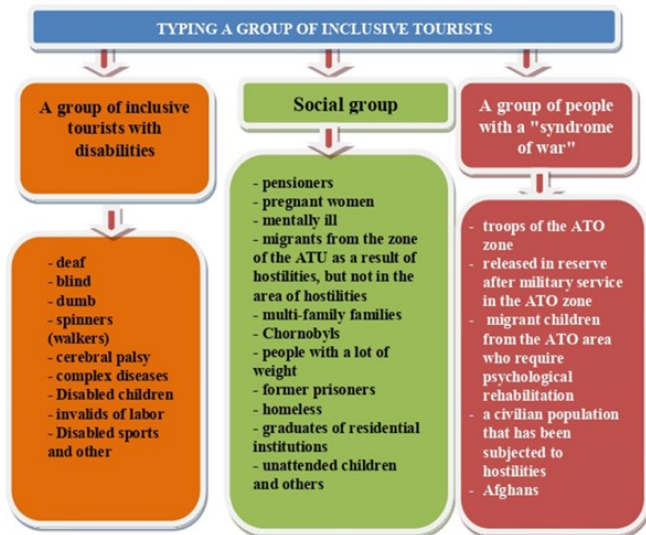 TYPING A GROUP OF INCLUSIVE TOURISTS
A group of inclusive
tourists with
disabilities
- deaf
- blind
- dumb
- spinners
(walkers)
- cerebral palsy
- complex diseases
- Disabled children
- invalids of labor
- Disabled sports
and other
Social group
- pensioners
- pregnant women
- mentally ill
- migrants from the zone
of the ATU as a result of
hostilities, but not in the
area of hostilities
- multi-family families
- Chornobyls
- people with a lot of
weight
- former prisoners
- homeless
- graduates of residential
institutions
- unattended children
and others
A group of people
with a "syndrome
of war"
- troops of the ATO
zone
- released in reserve
after military service
in the ATO zone
- migrant children
from the ATO area
who require
psychological
rehabilitation
- a civilian population
that has been
subjected to
hostilities
- Afghans